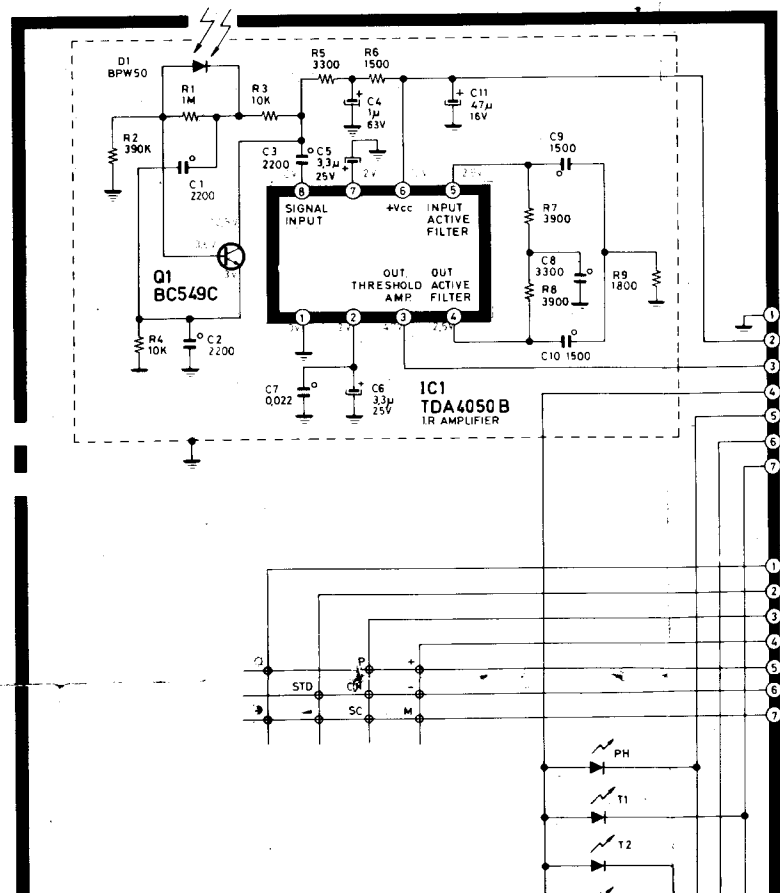 D1
BPW50
R1
1M
R2
390K
R3
10K
C1
2200
R5
3300
R6
1500
C4
1µ
63V
C11
47µ
16V
C3
2200
C5
3,3µ
25V
2V
C9
1500
8
7
6
5
SIGNAL
INPUT
+Vcc
INPUT
ACTIVE
FILTER
R7
3900
C8
3300
R8
3900
R9
1800
Q1
BC549C
3V
OUT.
THRESHOLD
AMP.
OUT
ACTIVE
FILTER
1
2
3
4
2,5V
R4
10K
C2
2200
C10 1500
C7
0,022
C6
3,3µ
25V
IC1
TDA4050B
I.R AMPLIFIER
1
2
3
4
5
6
7
1
2
3
4
5
6
7
P
+
STD
-
SC
M
PH
T1
T2